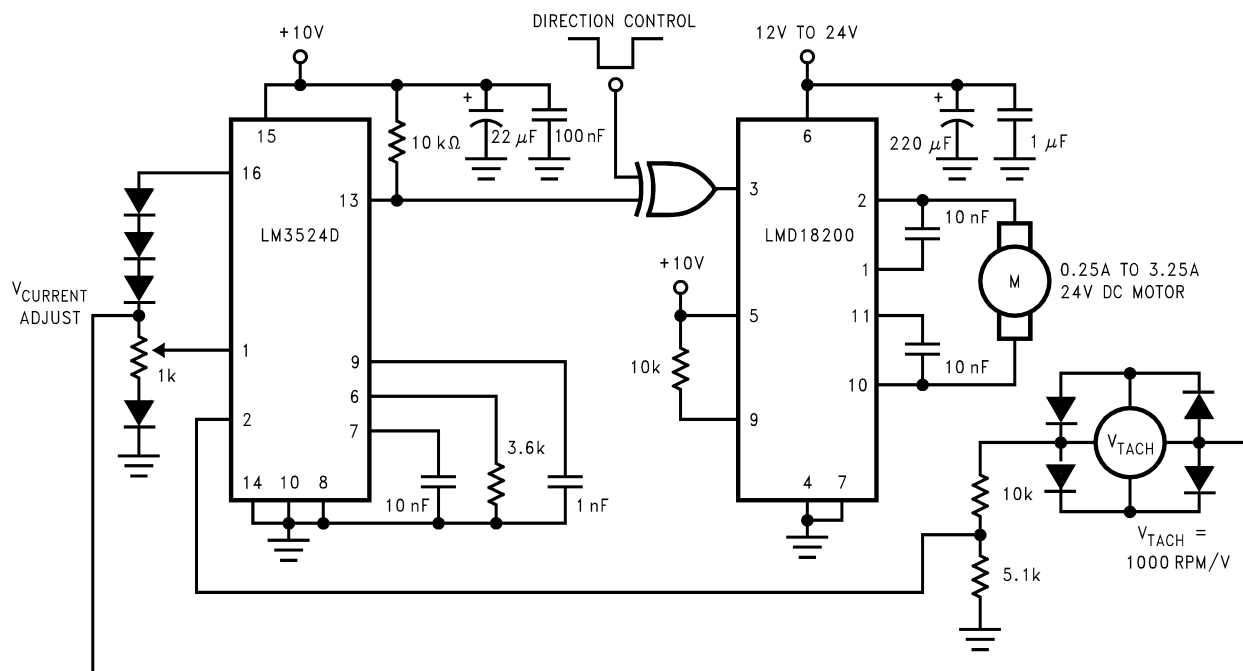 DIRECTION CONTROL
+10V
12V TO 24V
15
10 kΩ
+
22 µF
100 nF
6
+
220 µF
1 µF
16
13
3
2
LM3524D
LMD18200
10 nF
1
+10V
M
0.25A TO 3.25A
24V DC MOTOR
VCURRENT
ADJUST
5
11
1
1k
9
10k
10 nF
10
6
2
7
9
3.6k
VTACH
14
10
8
10 nF
1 nF
4
7
10k
VTACH =
1000 RPM/V
5.1k